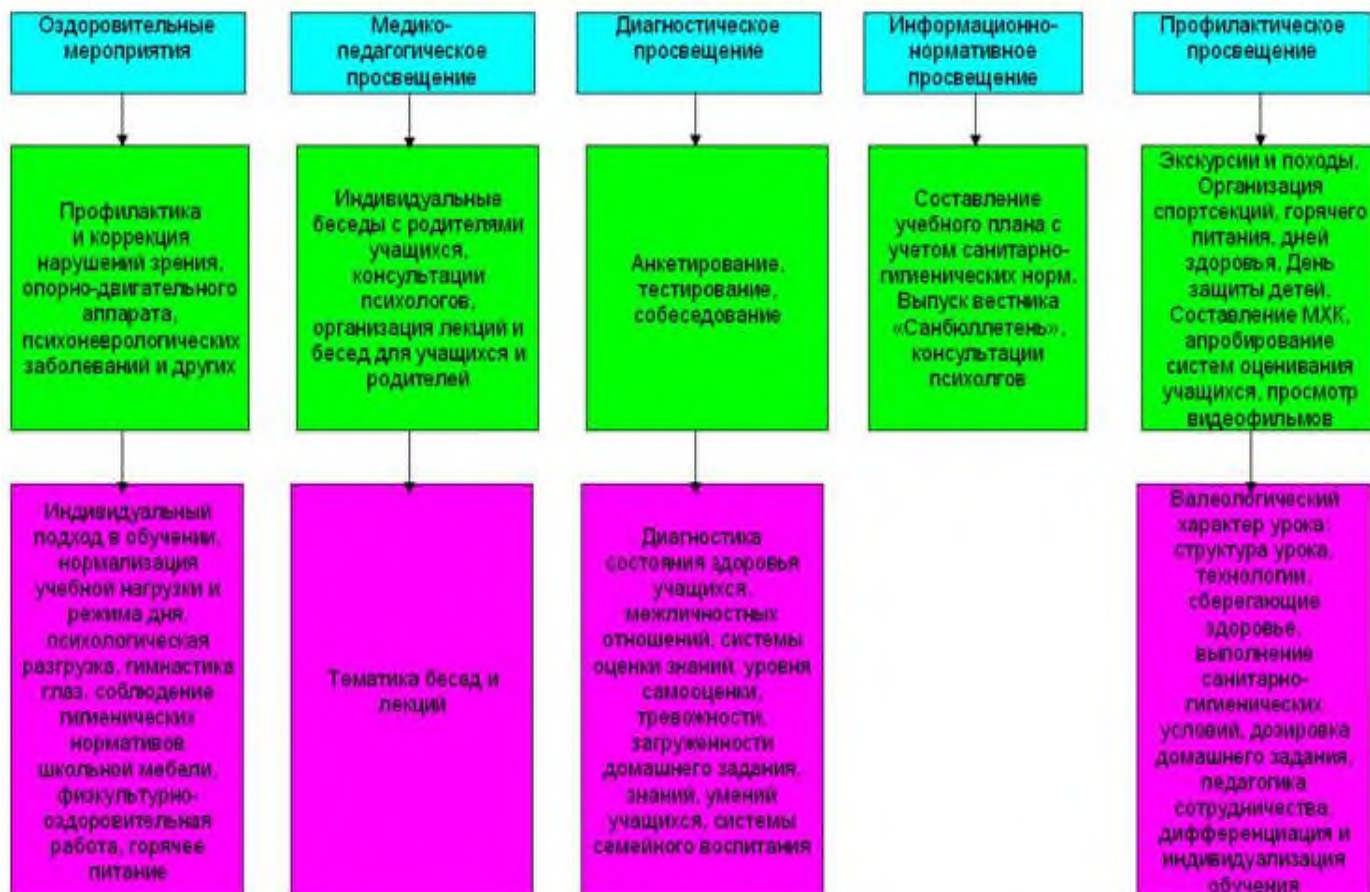 Оздоровительные
мероприятия
Медико-
педагогическое
просвещение
Диагностическое
просвещение
Информационно-
нормативное
просвещение
Профилактическое
просвещение
Профилактика
и коррекция
нарушений зрения,
опорно-двигательного
аппарата,
психоневрологических
заболеваний и других
Индивидуальные
беседы с родителями
учащихся,
консультации
психологов,
организация лекций и
бесед для учащихся и
родителей
Анкетирование,
тестирование,
собеседование
Составление
учебного плана с
учетом санитарно-
гигиенических норм.
Выпуск вестника
«Санбюллетень»,
консультации
психолгов
Экскурсии и походы.
Организация
спортсекций, горячего
питания, дней
здоровья. День
защиты детей.
Составление МХК,
апробирование
систем оценивания
учащихся, просмотр
видеофильмов
Индивидуальный
подход в обучении,
нормализация
учебной нагрузки и
режима дня,
психологическая
разгрузка, гимнастика
глаз, соблюдение
гигиенических
нормативов
школьной мебели,
физкультурно-
оздоровительная
работа, горячее
питание
Тематика бесед и
лекций
Диагностика
состояния здоровья
учащихся,
межличностных
отношений, системы
оценки знаний, уровня
самооценки,
тревожности,
загруженности
домашнего задания,
знаний, умений
учащихся, системы
семейного воспитания
Валеологический
характер урока:
структура урока,
технологии,
сберегающие
здоровье,
выполнение
санитарно-
гигиенических
условий, дозировка
домашнего задания,
педагогика
сотрудничества,
дифференциация и
индивидуализация
обучения